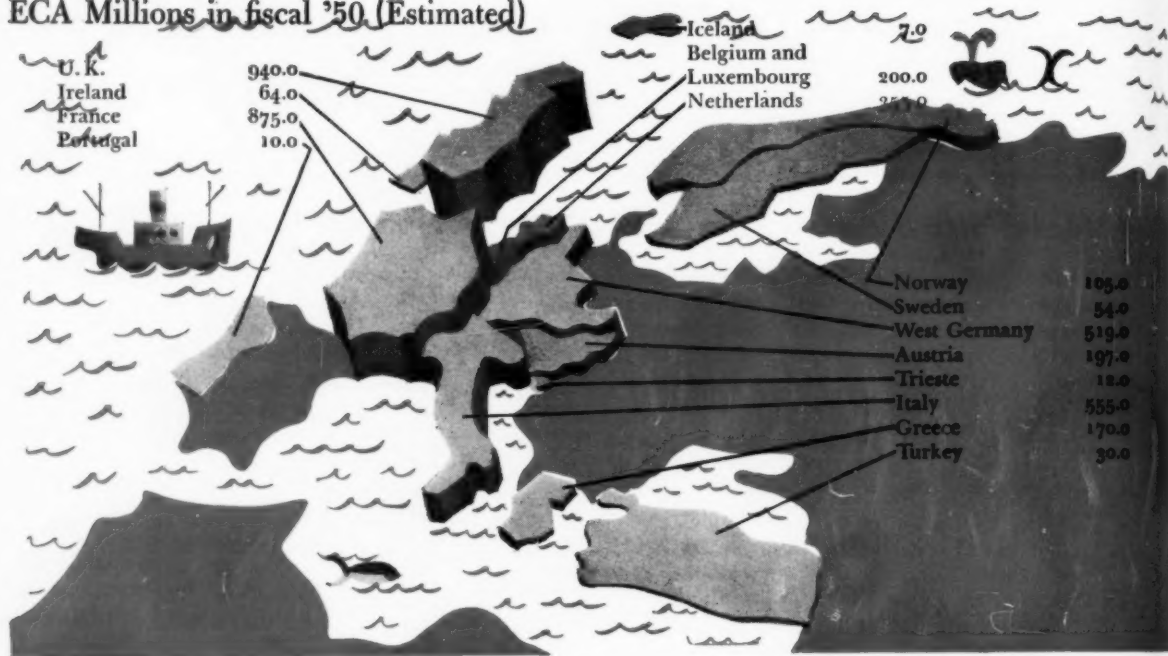 ECA Millions in fiscal '50 (Estimated)
U. K. 940.0
Ireland 64.0
France 875.0
Portugal 10.0
Iceland 7.0
Belgium and
Luxembourg 200.0
Netherlands
Norway 105.0
Sweden 54.0
West Germany 519.0
Austria 197.0
Trieste 12.0
Italy 555.0
Greece 170.0
Turkey 30.0